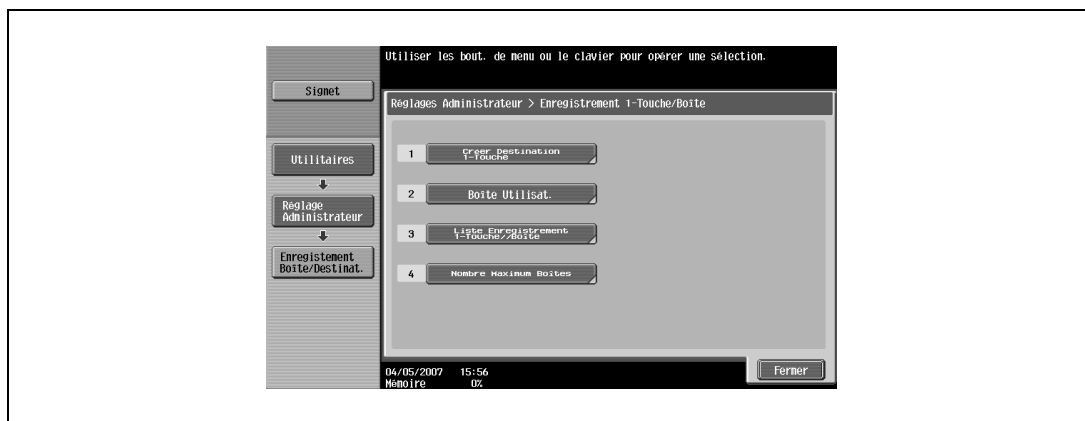 Utiliser les bout. de menu ou le clavier pour opérer une sélection.
Signet
Réglages Administrateur > Enregistrement 1-Touche/Boîte
Utilitaires
Réglage
Administrateur
Enregistement
Boîte/Destinat.
1 Créer Destination
1-Touche
2 Boîte Utilisat.
3 Liste Enregistrement
1-Touche//Boîte
4 Nombre Maximum Boîtes
04/05/2007 15:56
Mémoire 0%
Fermer